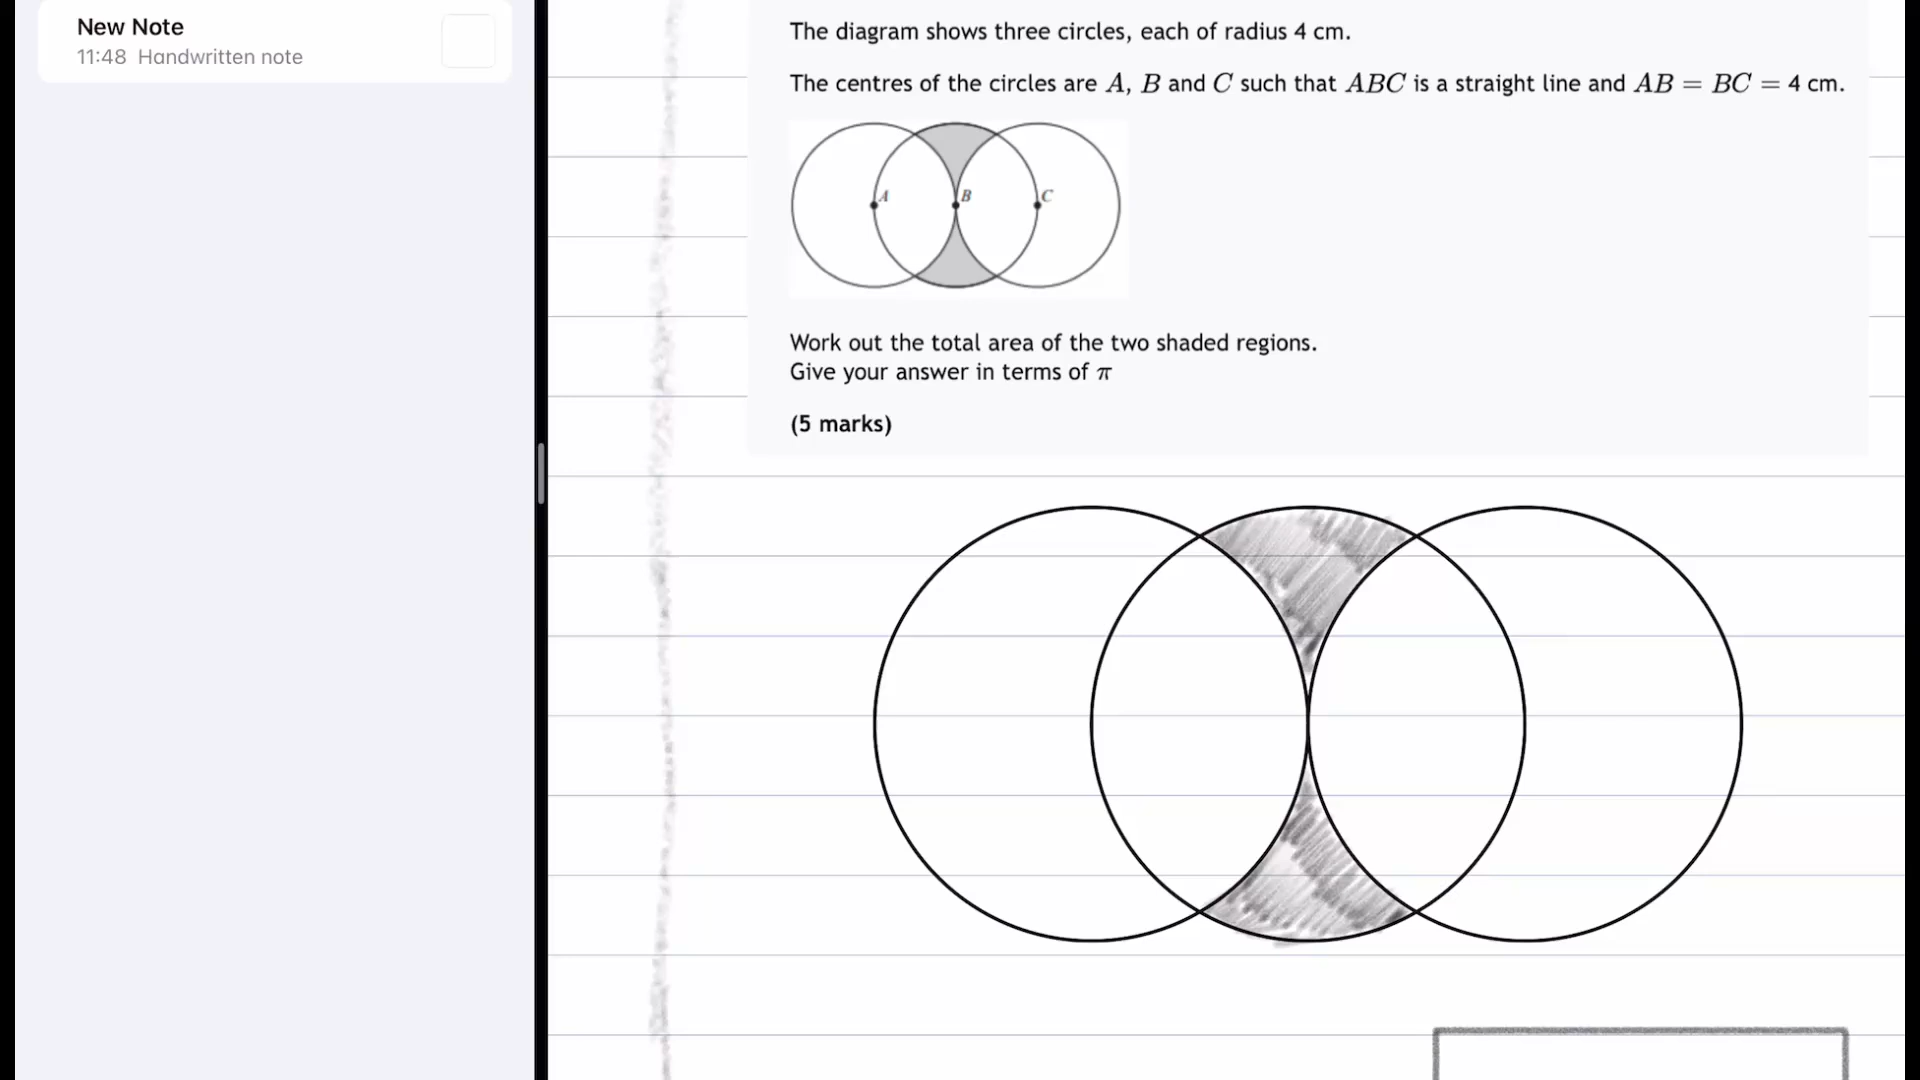 New Note
11:48 Handwritten note
The diagram shows three circles, each of radius 4 cm.
The centres of the circles are A, B and C such that ABC is a straight line and AB = BC = 4 cm.
A B C
Work out the total area of the two shaded regions.
Give your answer in terms of π
(5 marks)